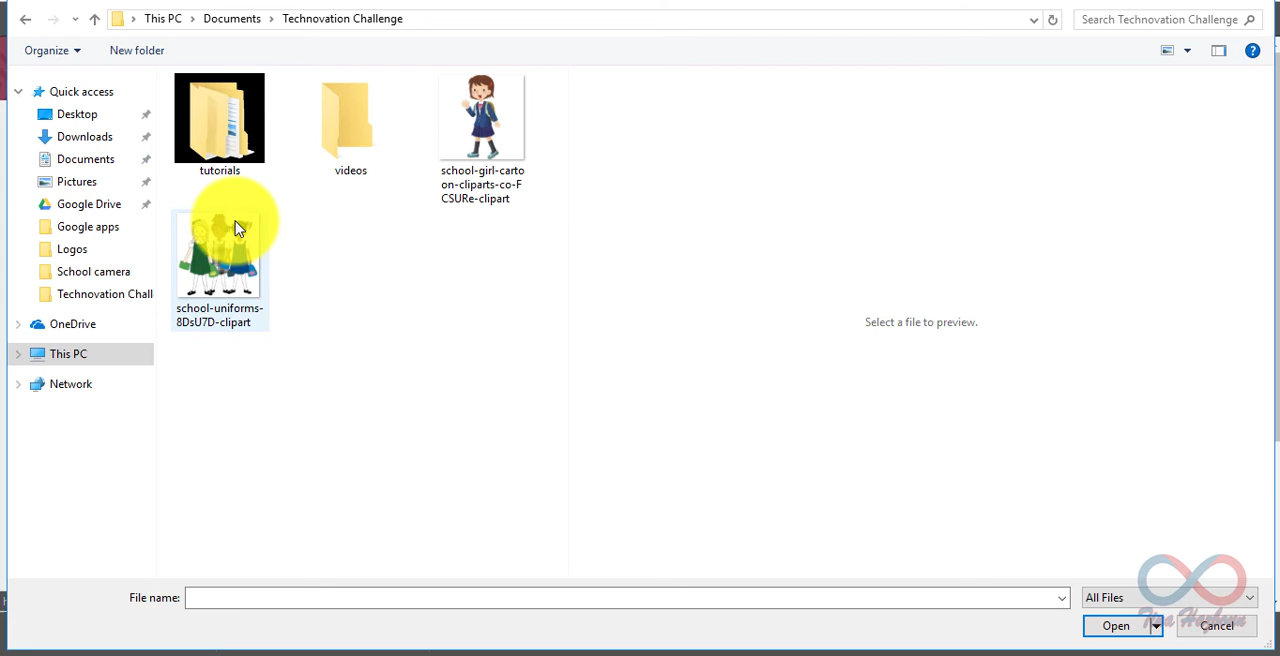 This PC > Documents > Technovation Challenge
Search Technovation Challenge
Organize
New folder
Quick access
Desktop
Downloads
Documents
Pictures
Google Drive
Google apps
Logos
School camera
Technovation Chall
OneDrive
This PC
Network
tutorials
videos
school-girl-carto
on-cliparts-co-F
CSURe-clipart
school-uniforms-
8DsU7D-clipart
Select a file to preview.
File name:
All Files
Open
Cancel